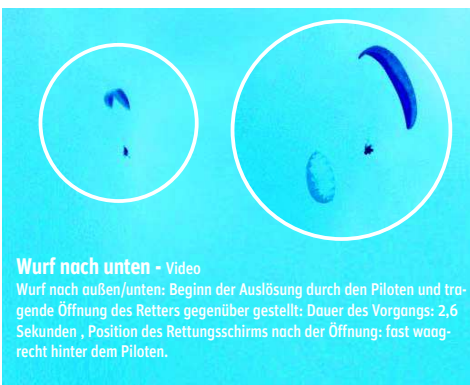 Wurf nach unten - Video
Wurf nach außen/unten: Beginn der Auslösung durch den Piloten und tra-
gende Öffnung des Retters gegenüber gestellt: Dauer des Vorgangs: 2,6
Sekunden , Position des Rettungsschirms nach der Öffnung: fast waag-
recht hinter dem Piloten.